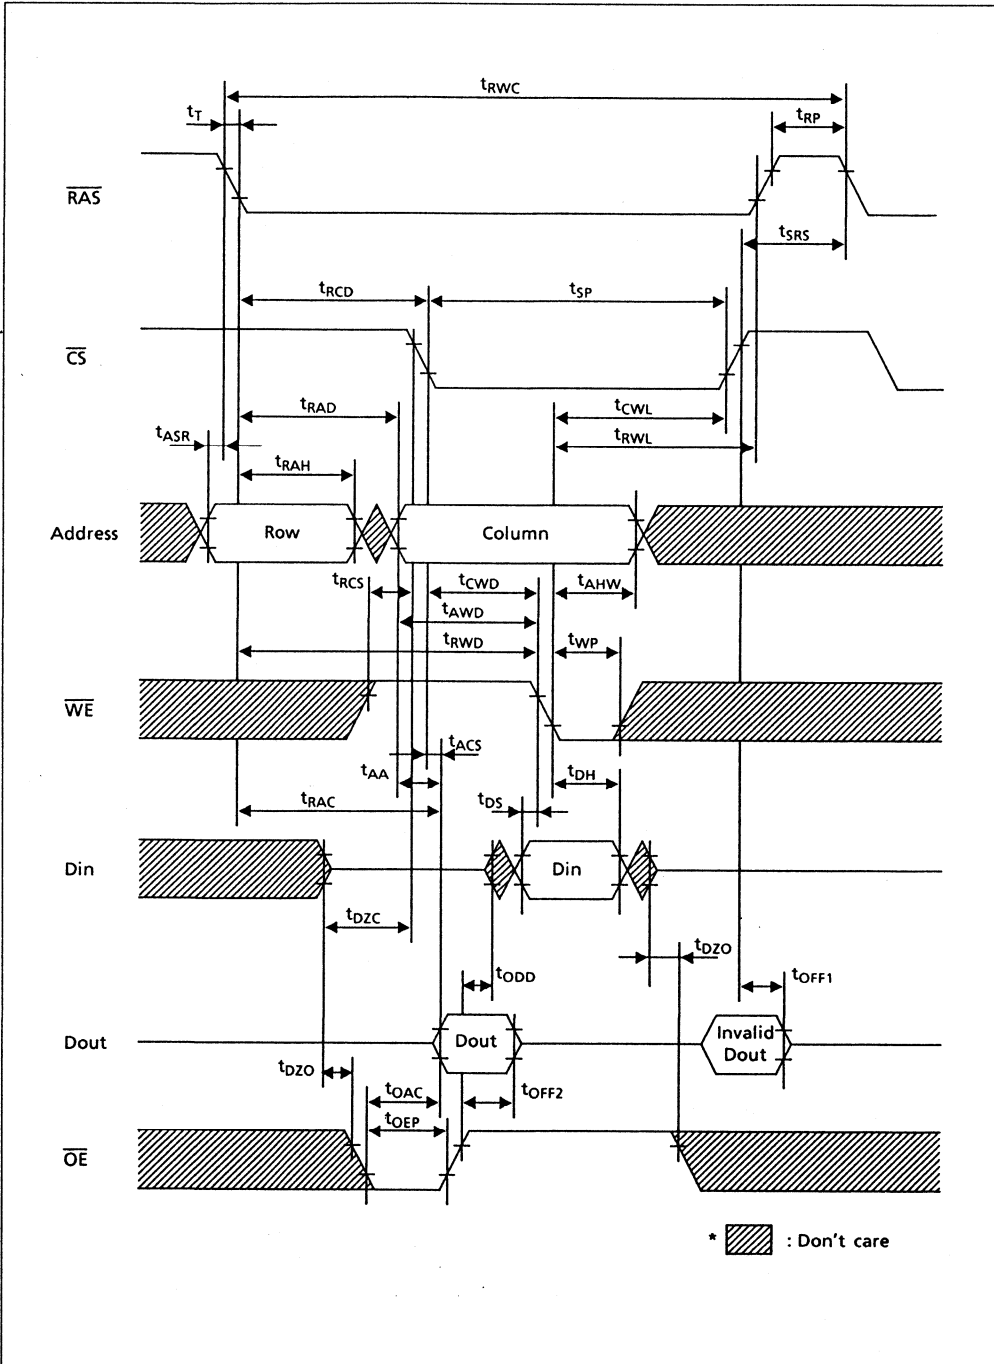 tRWC
tT
tRP
RAS
tSRS
tRCD
tSP
CS
tRAD
tCWL
tASR
tRWL
tRAH
Address
Row
Column
tRCS
tCWD
tAHW
tAWD
tRWD
tWP
WE
tACS
tAA
tDH
tRAC
tDS
Din
Din
tDZC
tDZO
tODD
tOFF1
Dout
Dout
Invalid
Dout
tDZO
tOAC
tOFF2
tOEP
OE
* : Don't care